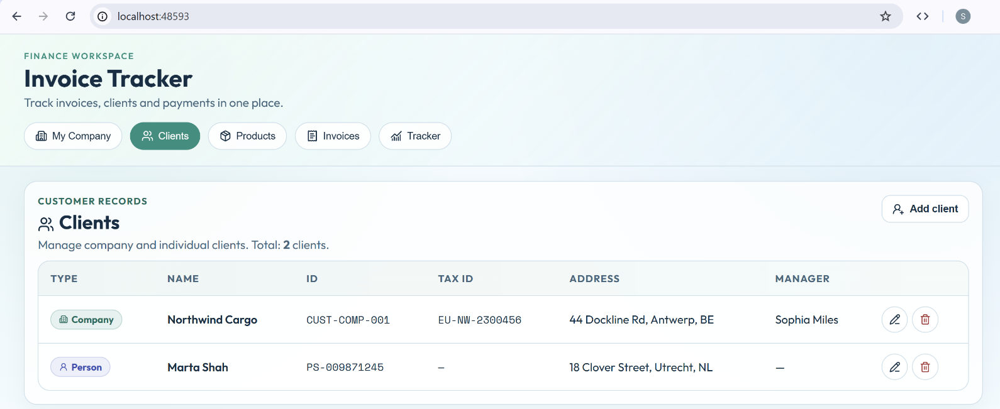 localhost:48593
S
FINANCE WORKSPACE
Invoice Tracker
Track invoices, clients and payments in one place.
My Company Clients Products Invoices Tracker
CUSTOMER RECORDS
Add client
Clients
Manage company and individual clients. Total: 2 clients.
TYPE NAME ID TAX ID ADDRESS MANAGER
Company Northwind Cargo CUST-COMP-001 EU-NW-2300456 44 Dockline Rd, Antwerp, BE Sophia Miles
Person Marta Shah PS-009871245 — 18 Clover Street, Utrecht, NL —